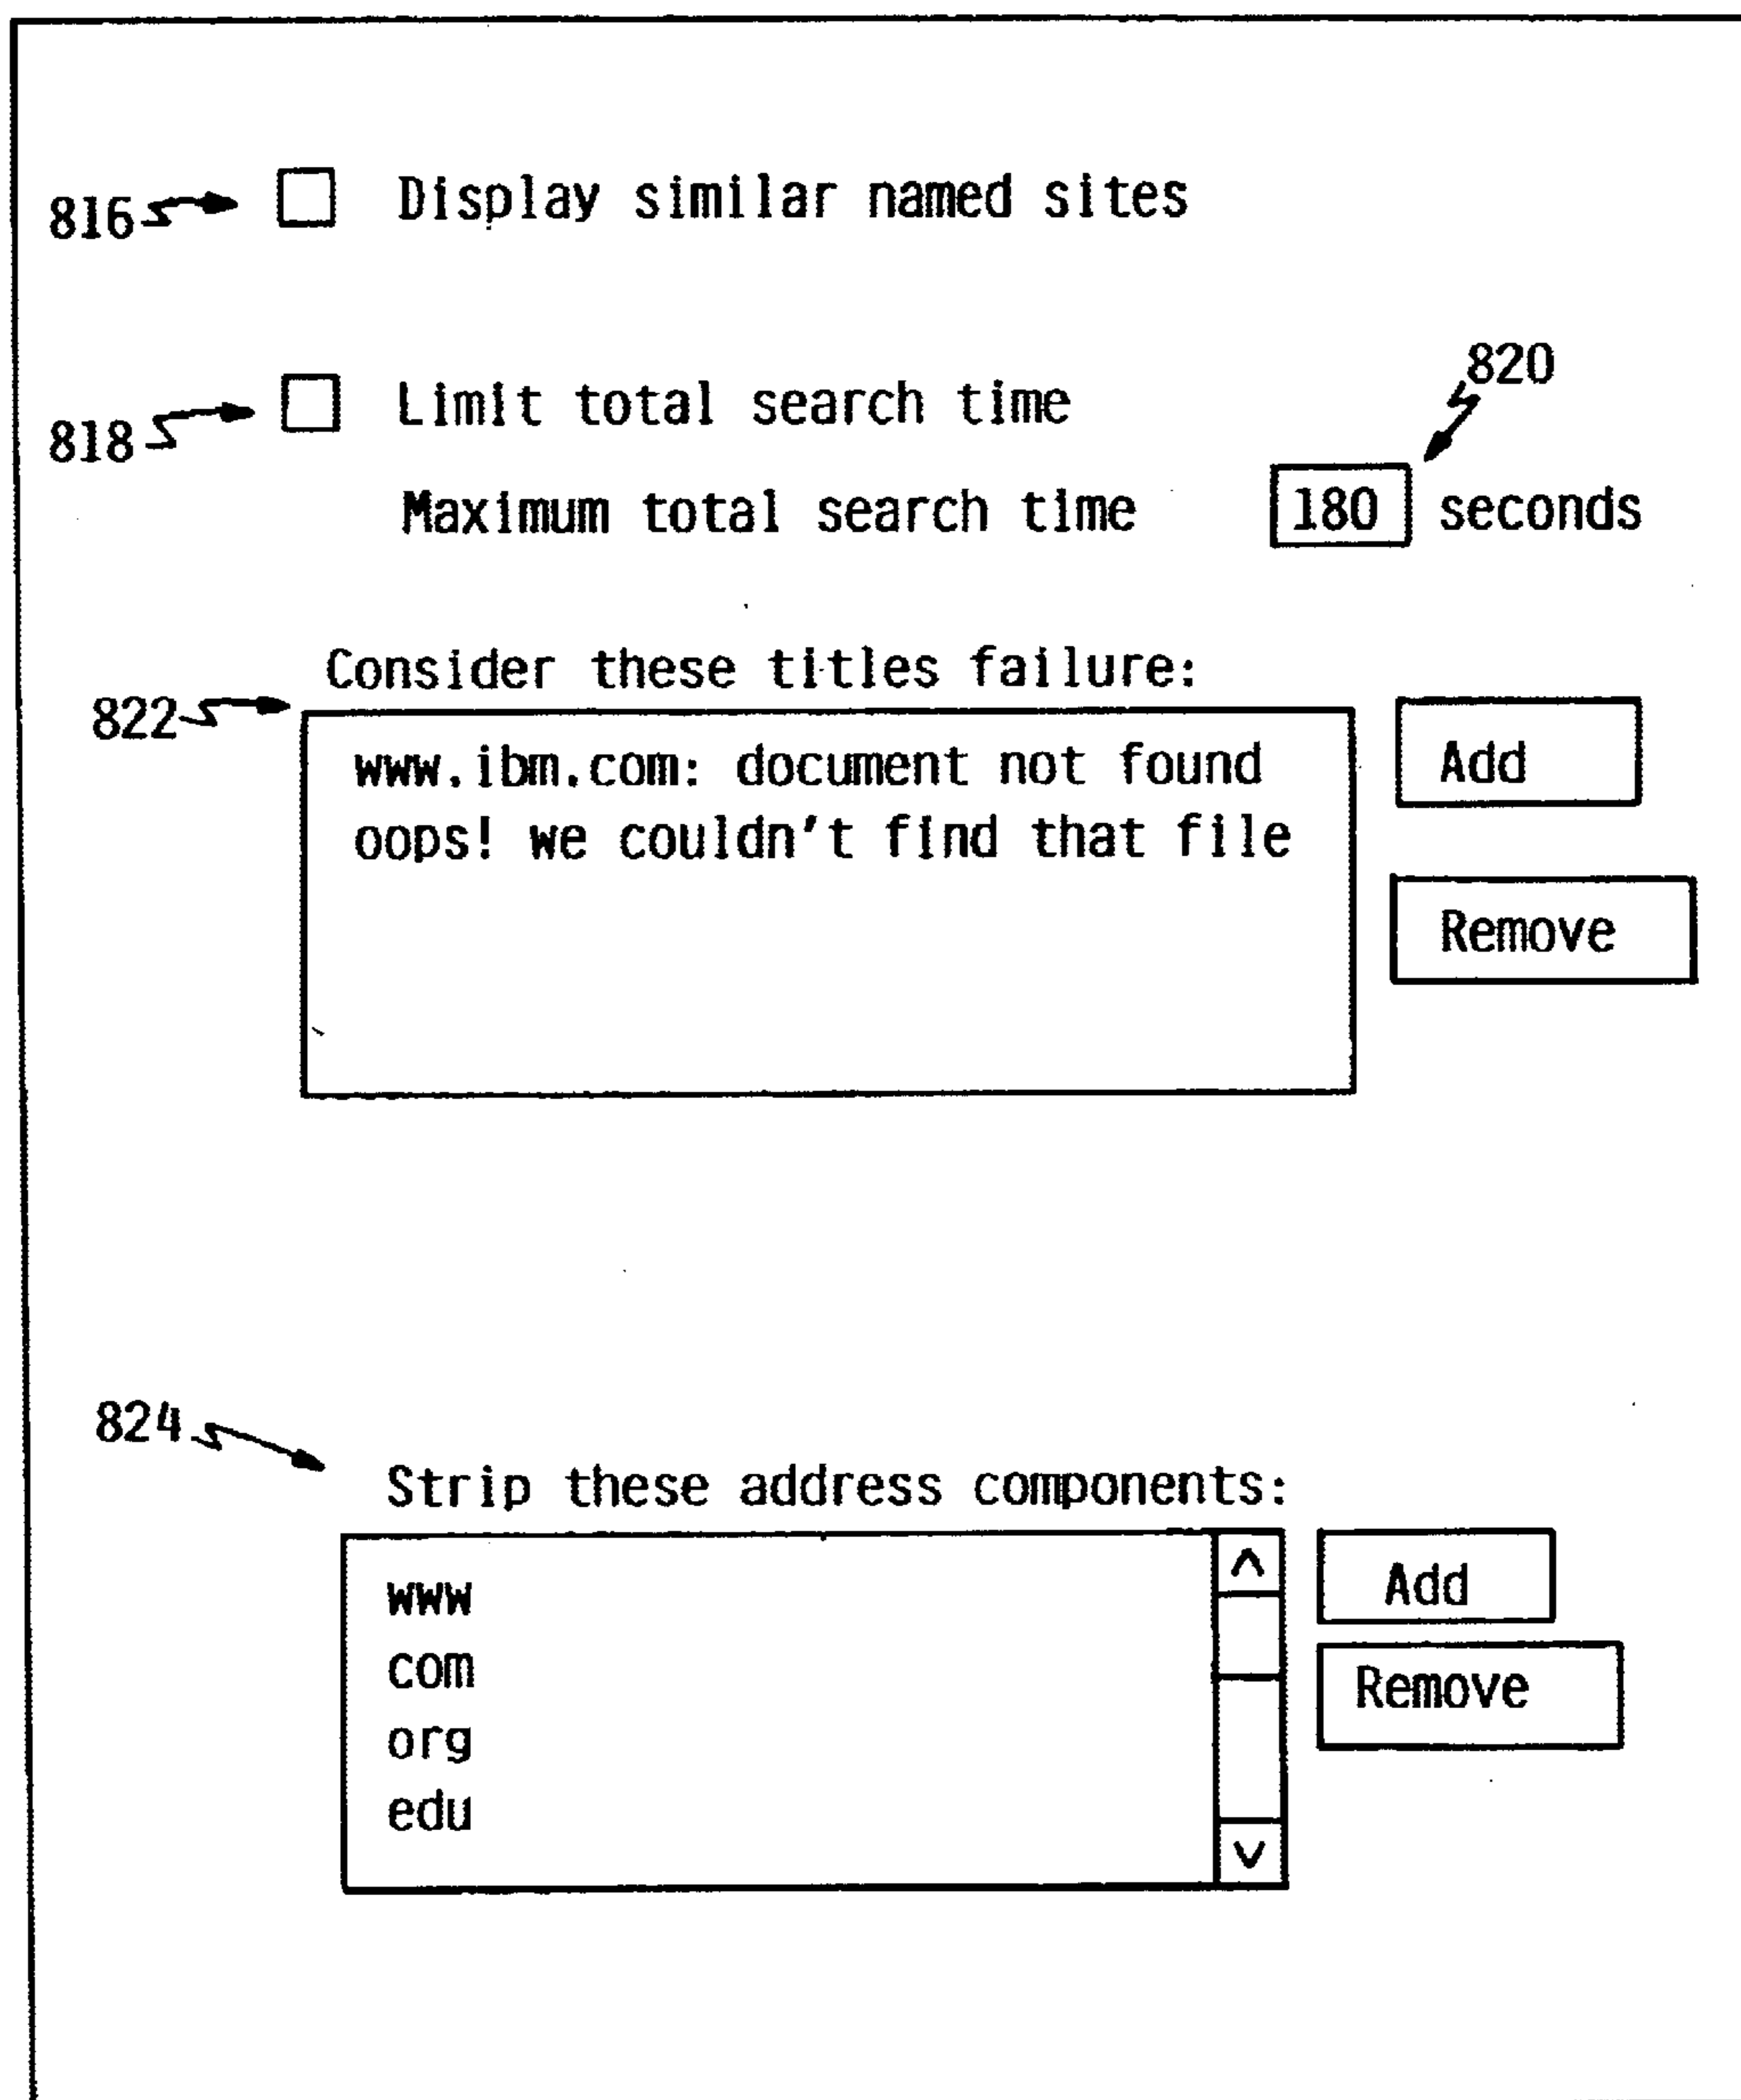 816 Display similar named sites
818 Limit total search time
820
Maximum total search time 180 seconds
Consider these titles failure:
822
www.ibm.com: document not found
oops! we couldn't find that file
Add
Remove
824
Strip these address components:
www
com
org
edu
^
v
Add
Remove